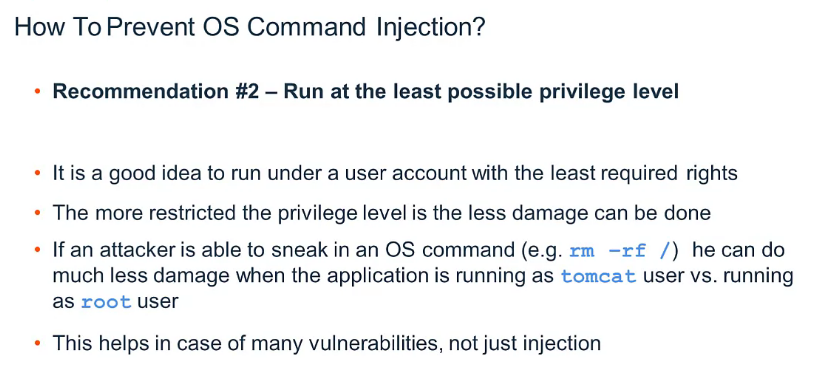 How To Prevent OS Command Injection?
• Recommendation #2 – Run at the least possible privilege level
• It is a good idea to run under a user account with the least required rights
• The more restricted the privilege level is the less damage can be done
• If an attacker is able to sneak in an OS command (e.g. rm –rf /) he can do
much less damage when the application is running as tomcat user vs. running
as root user
• This helps in case of many vulnerabilities, not just injection